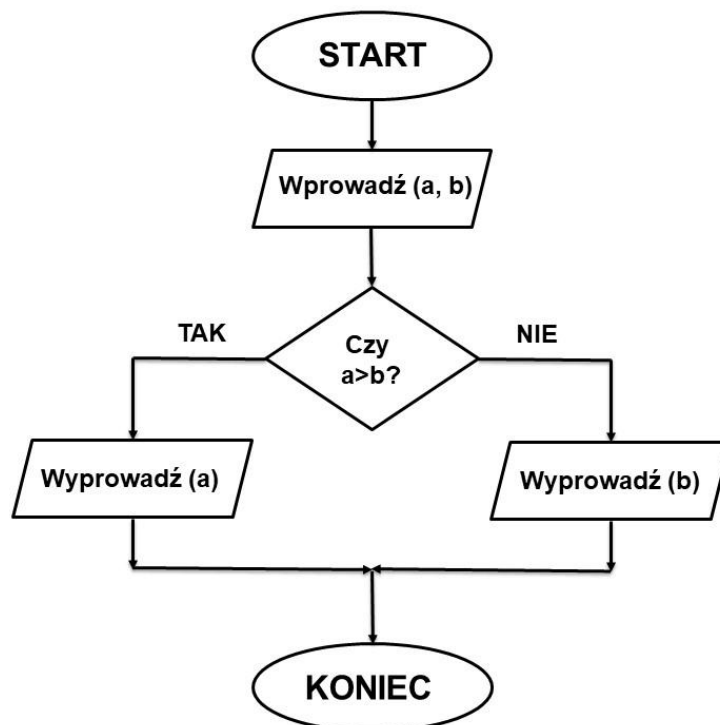 START
Wprowadź (a, b)
TAK
NIE
Czy
a>b?
Wyprowadź (a)
Wyprowadź (b)
KONIEC